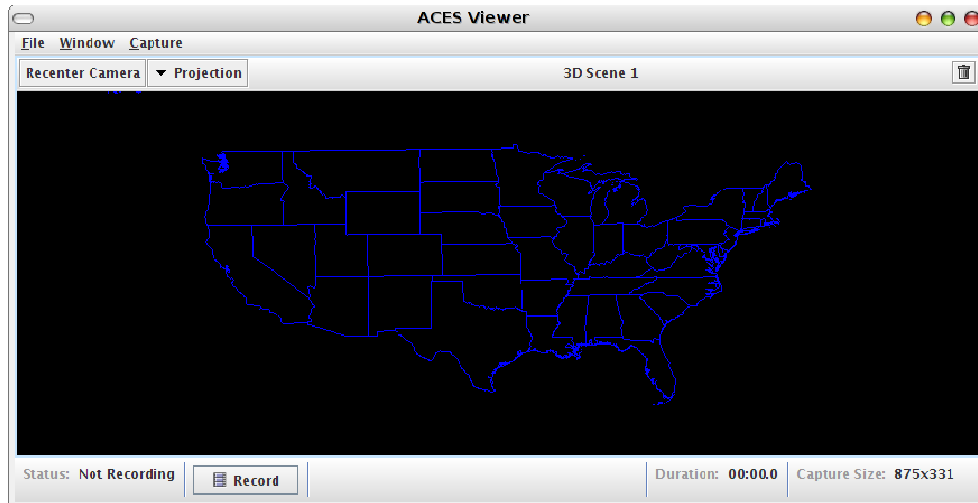 ACES Viewer
File Window Capture
Recenter Camera Projection 3D Scene 1
Status: Not Recording Record Duration: 00:00.0 Capture Size: 875x331